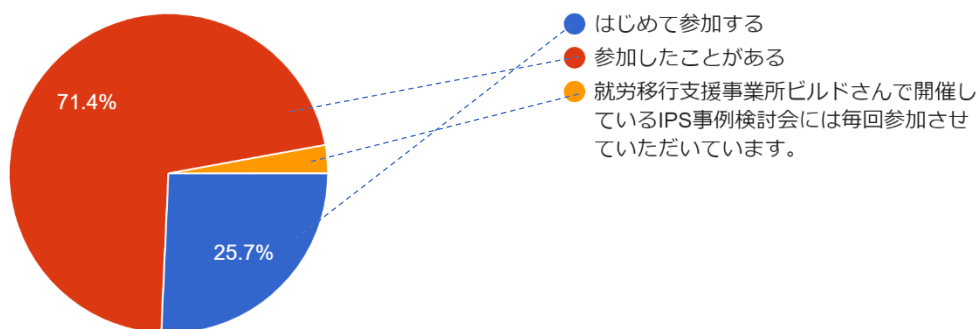 はじめて参加する
参加したことがある
就労移行支援事業所ビルドさんで開催し
ているIPS事例検討会には毎回参加させ
ていただいています。
71.4%
25.7%